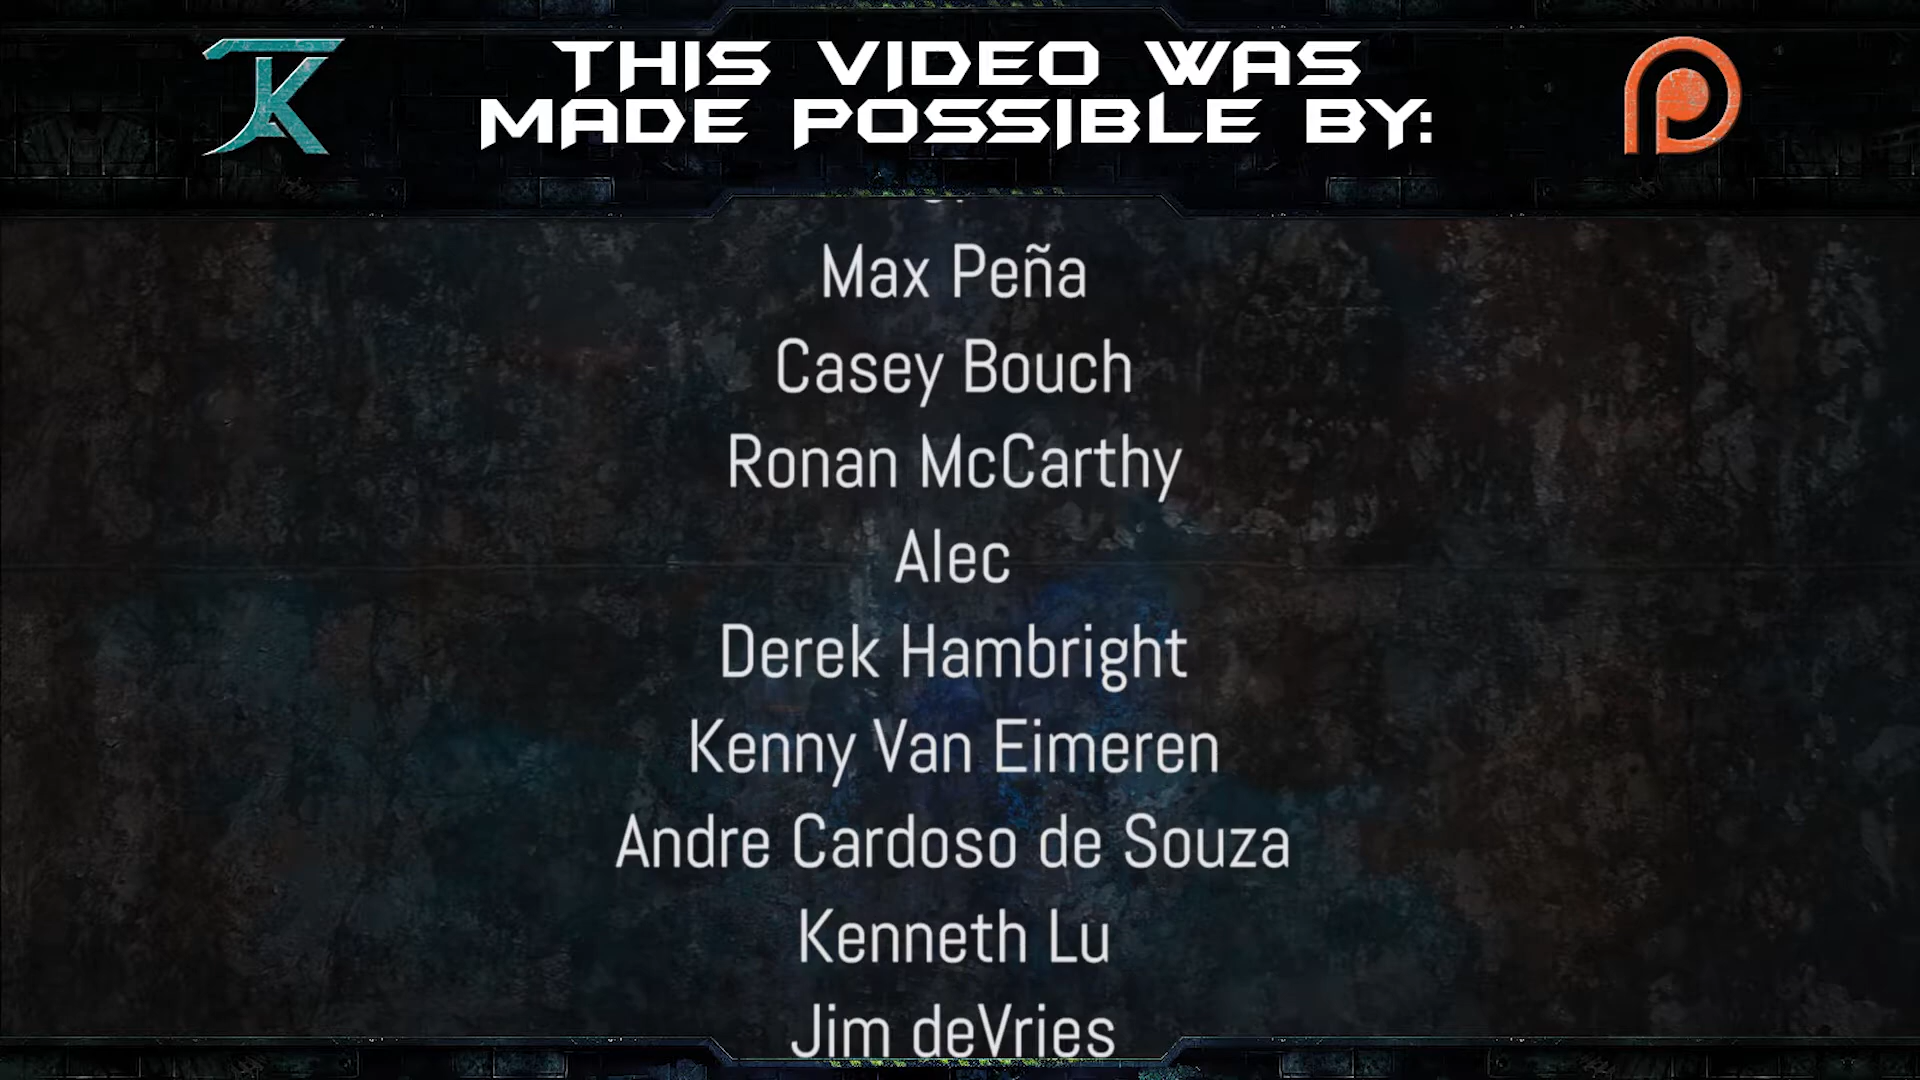 THIS VIDEO WAS
MADE POSSIBLE BY:
Max Peña
Casey Bouch
Ronan McCarthy
Alec
Derek Hambright
Kenny Van Eimeren
Andre Cardoso de Souza
Kenneth Lu
Jim deVries